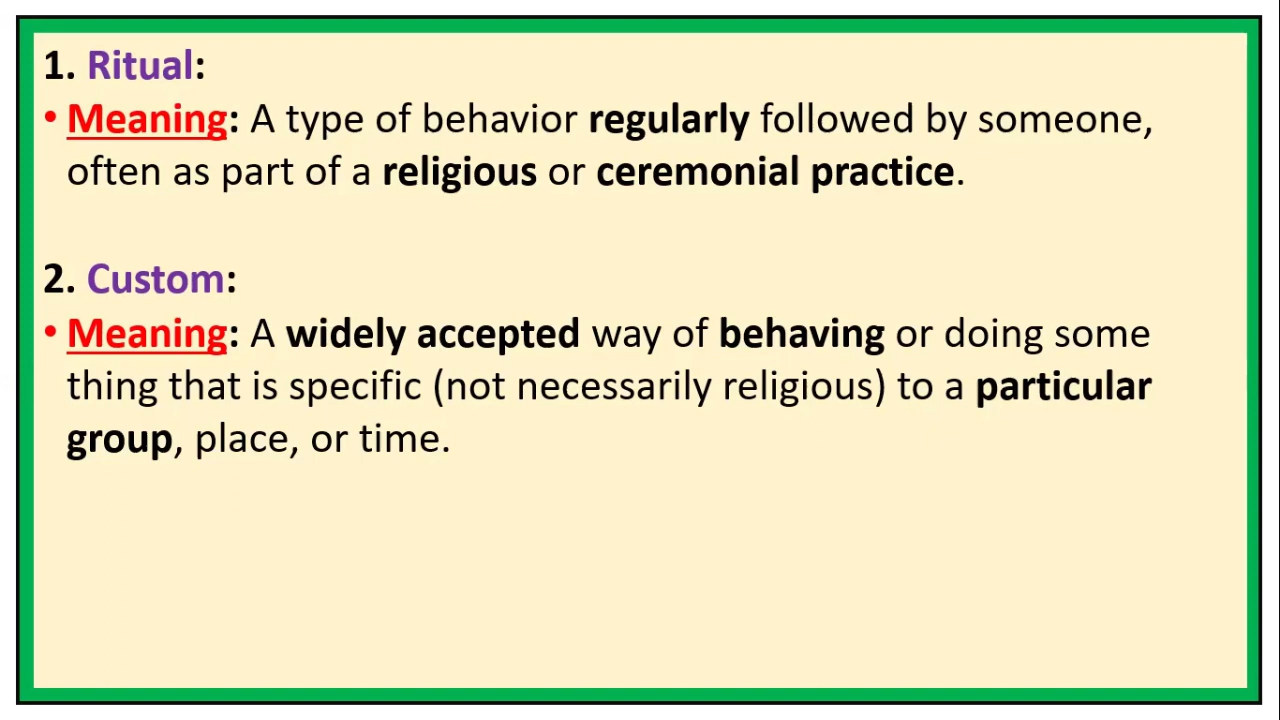 1. Ritual:
• Meaning: A type of behavior regularly followed by someone,
often as part of a religious or ceremonial practice.
2. Custom:
• Meaning: A widely accepted way of behaving or doing some
thing that is specific (not necessarily religious) to a particular
group, place, or time.